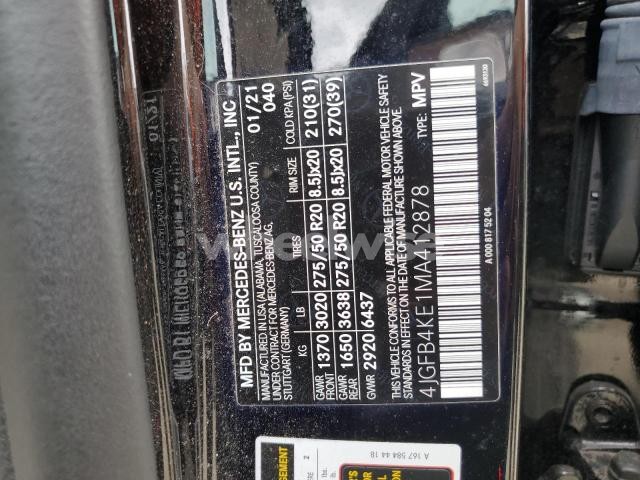 MFD BY MERCEDES-BENZ U.S. INTL., INC
MANUFACTURED IN USA (ALABAMA, TUSCALOOSA COUNTY)
UNDER CONTRACT FOR MERCEDES-BENZ AG,
STUTTGART (GERMANY)
01/21
040
KG LB TIRES RIM SIZE COLD KPA (PSI)
GAWR FRONT 1370 3020 275/50 R20 8.5Jx20 210(31)
GAWR REAR 1650 3638 275/50 R20 8.5Jx20 270(39)
GVWR 2920 6437
THIS VEHICLE CONFORMS TO ALL APPLICABLE FEDERAL MOTOR VEHICLE SAFETY
STANDARDS IN EFFECT ON THE DATE OF MANUFACTURE SHOWN ABOVE.
TYPE: MPV
4JGFB4KE1MA412878
A 000 817 52 04
A 167 584 44 18